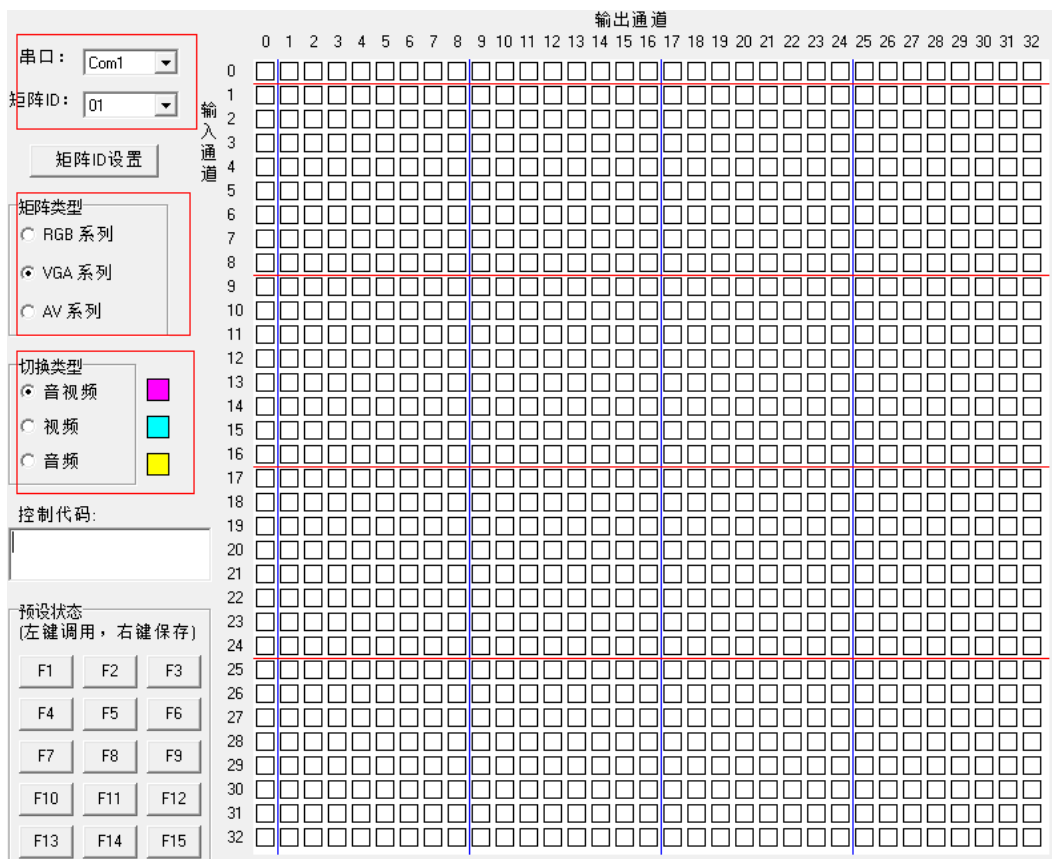 输出通道
0 1 2 3 4 5 6 7 8 9 10 11 12 13 14 15 16 17 18 19 20 21 22 23 24 25 26 27 28 29 30 31 32
串口： Com1
矩阵ID： 01
矩阵ID设置
矩阵类型
RGB 系列
VGA 系列
AV 系列
切换类型
音视频
视频
音频
控制代码:
预设状态
(左键调用，右键保存)
F1 F2 F3
F4 F5 F6
F7 F8 F9
F10 F11 F12
F13 F14 F15
输
入
通
道
0
1
2
3
4
5
6
7
8
9
10
11
12
13
14
15
16
17
18
19
20
21
22
23
24
25
26
27
28
29
30
31
32